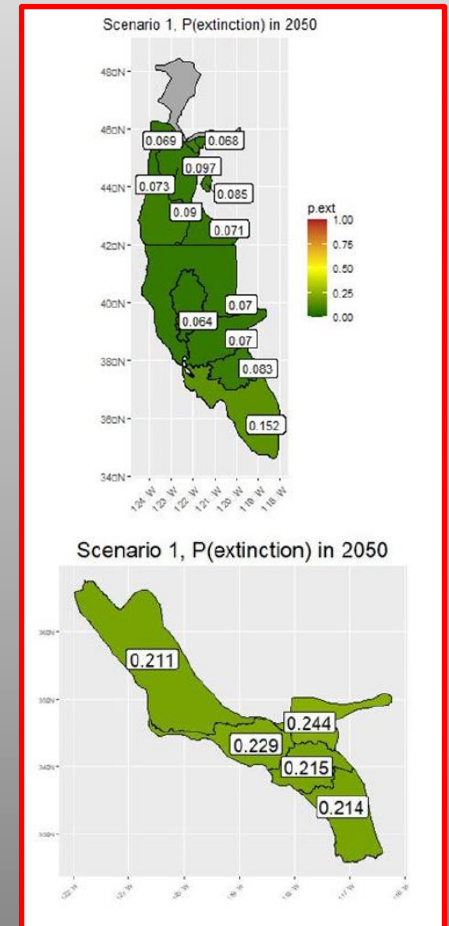 Scenario 1, P(extinction) in 2050
48□N
46□N
0.069 0.068
0.097
44□N
0.073 0.085
0.09
0.071
42□N
40□N
0.07
0.064
0.07
38□N
0.083
36□N
0.152
34□N
124 W 123 W 122 W 121 W 120 W 119 W 118 W
p.ext
1.00
0.75
0.50
0.25
0.00
Scenario 1, P(extinction) in 2050
0.211
0.244
0.229
0.215
0.214